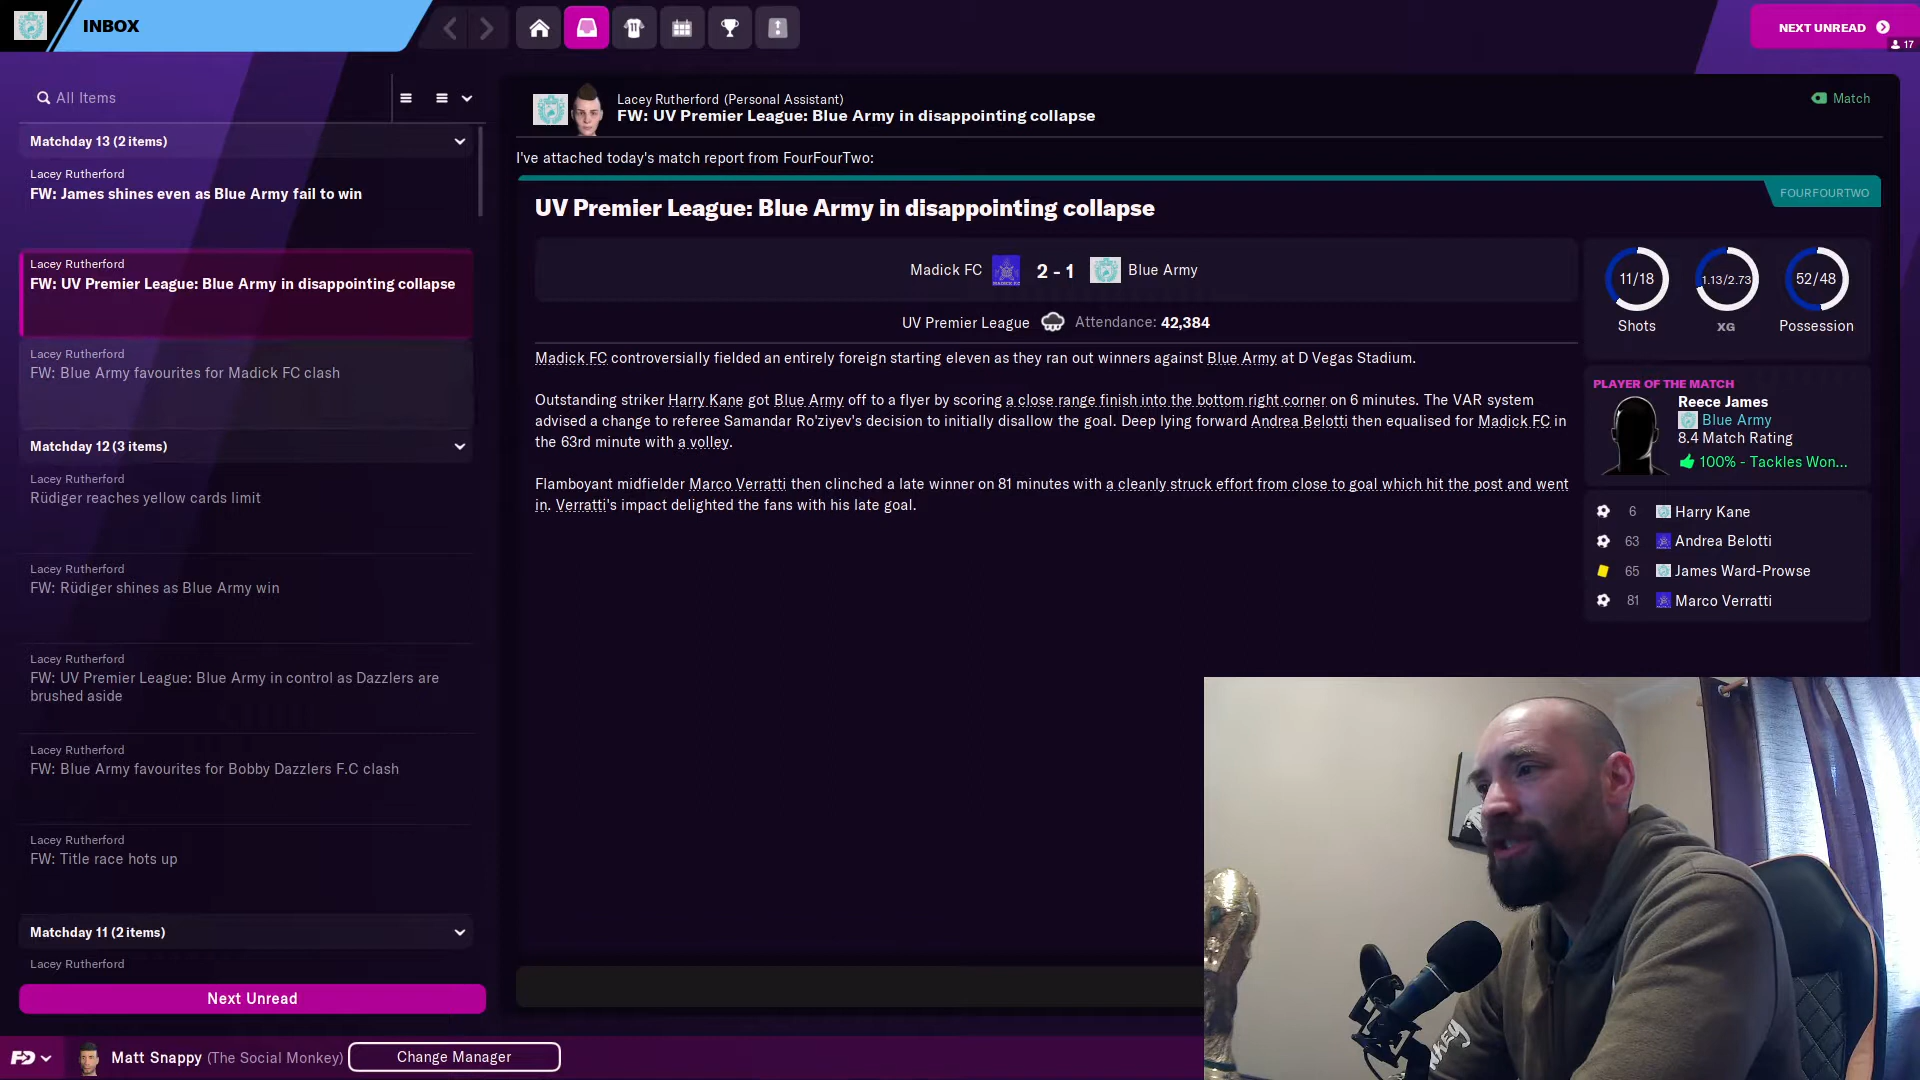 INBOX
NEXT UNREAD
17
All Items
Matchday 13 (2 items)
Lacey Rutherford
FW: James shines even as Blue Army fail to win
Lacey Rutherford
FW: UV Premier League: Blue Army in disappointing collapse
Lacey Rutherford
FW: Blue Army favourites for Madick FC clash
Matchday 12 (3 items)
Lacey Rutherford
Rüdiger reaches yellow cards limit
Lacey Rutherford
FW: Rüdiger shines as Blue Army win
Lacey Rutherford
FW: UV Premier League: Blue Army in control as Dazzlers are
brushed aside
Lacey Rutherford
FW: Blue Army favourites for Bobby Dazzlers F.C clash
Lacey Rutherford
FW: Title race hots up
Matchday 11 (2 items)
Lacey Rutherford
Next Unread
Lacey Rutherford (Personal Assistant)
FW: UV Premier League: Blue Army in disappointing collapse
Match
I've attached today's match report from FourFourTwo:
FOURFOURTWO
UV Premier League: Blue Army in disappointing collapse
Madick FC 2 - 1 Blue Army
UV Premier League Attendance: 42,384
Madick FC controversially fielded an entirely foreign starting eleven as they ran out winners against Blue Army at D Vegas Stadium.
Outstanding striker Harry Kane got Blue Army off to a flyer by scoring a close range finish into the bottom right corner on 6 minutes. The VAR system
advised a change to referee Samandar Ro'ziyev's decision to initially disallow the goal. Deep lying forward Andrea Belotti then equalised for Madick FC in
the 63rd minute with a volley.
Flamboyant midfielder Marco Verratti then clinched a late winner on 81 minutes with a cleanly struck effort from close to goal which hit the post and went
in. Verratti's impact delighted the fans with his late goal.
11/18 1.13/2.73 52/48
Shots XG Possession
PLAYER OF THE MATCH
Reece James
Blue Army
8.4 Match Rating
100% - Tackles Won...
6 Harry Kane
63 Andrea Belotti
65 James Ward-Prowse
81 Marco Verratti
Matt Snappy (The Social Monkey)
Change Manager